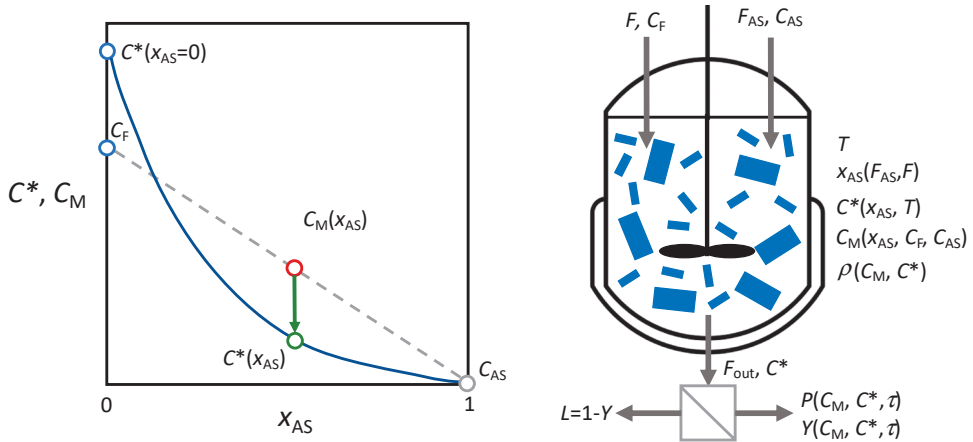 C*(xAS=0)
CF
C*, CM
CM(xAS)
C*(xAS)
CAS
0
xAS
1
F, CF
FAS, CAS
T
xAS(FAS,F)
C*(xAS, T)
CM(xAS, CF, CAS)
ρ(CM, C*)
Fout, C*
L=1-Y
P(CM, C*,τ)
Y(CM, C*,τ)